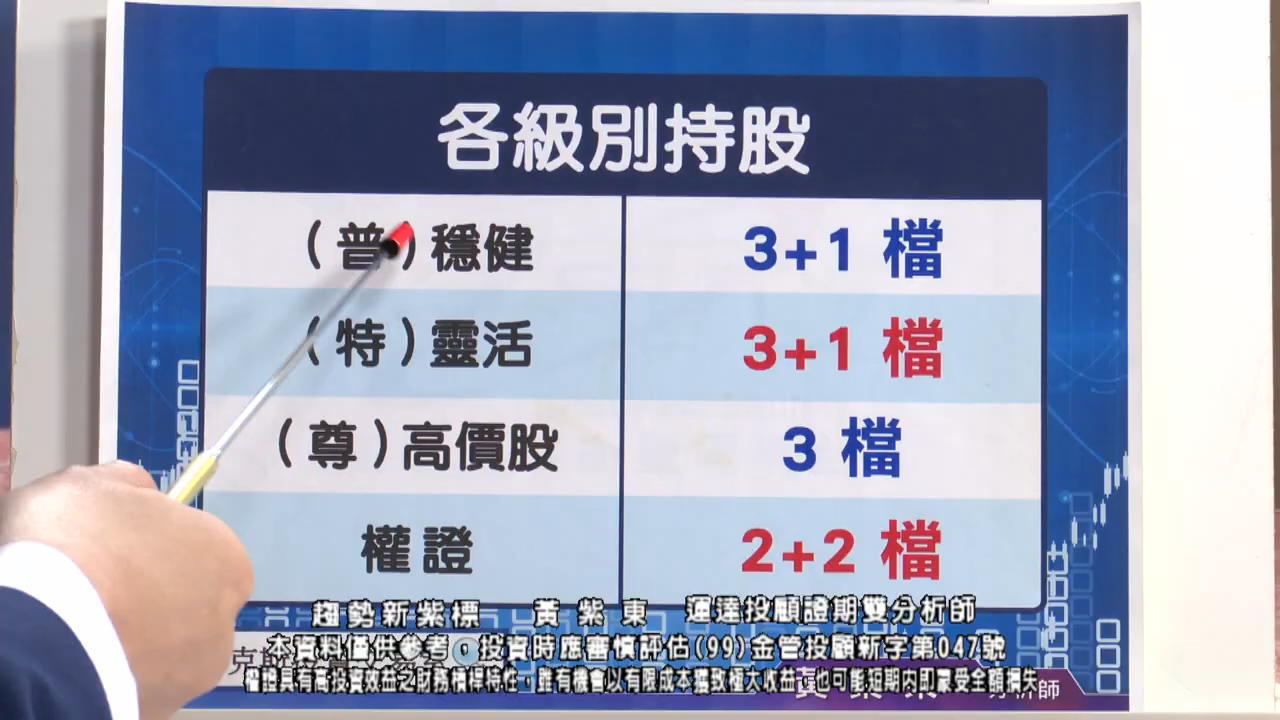 各級別持股
(普)穩健 3+1 檔
(特)靈活 3+1 檔
(尊)高價股 3 檔
權證 2+2 檔
趨勢新紫標 黃紫東 運達投顧證期雙分析師
本資料僅供參考,投資時應審慎評估(99)金管投顧新字第047號
權證具有高投資效益之財務槓桿特性,雖有機會以有限成本獲致極大收益,也可能短期內即蒙受全額損失
分析師